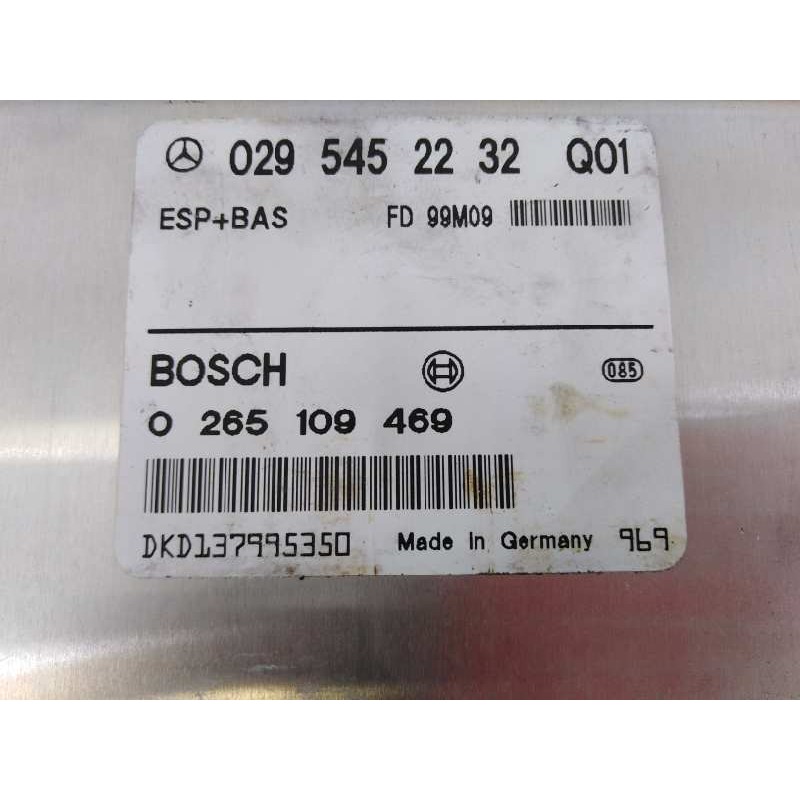 029 545 22 32 Q01
ESP+BAS FD 99M09
BOSCH 085
0 265 109 469
DKD137995350 Made in Germany 969